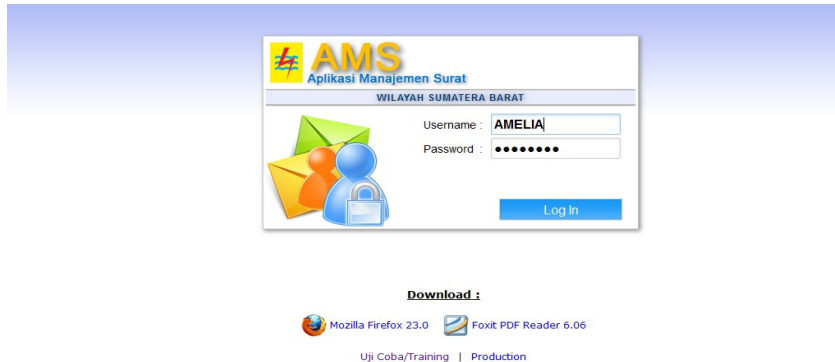 AMS
Aplikasi Manajemen Surat
WILAYAH SUMATERA BARAT
Username : AMELIA
Password : ●●●●●●●●
Log In
Download :
Mozilla Firefox 23.0 Foxit PDF Reader 6.06
Uji Coba/Training | Production